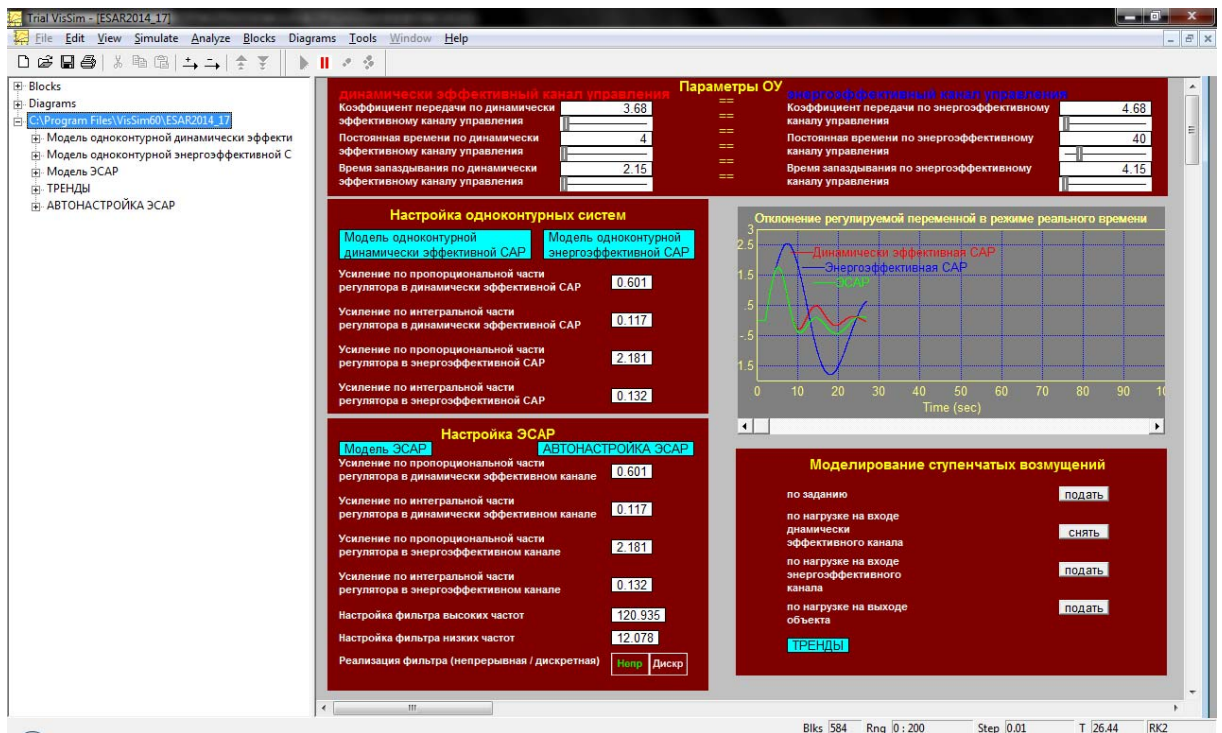 Trial VisSim - [ESAR2014_17]
File Edit View Simulate Analyze Blocks Diagrams Tools Window Help
Blocks
Diagrams
C:\Program Files\VisSim60\ESAR2014_17
Модель одноконтурной динамически эффекти
Модель одноконтурной энергоэффективной С
Модель ЭСАР
ТРЕНДЫ
АВТОНАСТРОЙКА ЭСАР
Параметры ОУ
динамически эффективный канал управления
Коэффициент передачи по динамически
эффективному каналу управления
3.68
Постоянная времени по динамически
эффективному каналу управления
4
Время запаздывания по динамически
эффективному каналу управления
2.15
==
==
==
==
==
==
энергоэффективный канал управления
Коэффициент передачи по энергоэффективному
каналу управления
4.68
Постоянная времени по энергоэффективному
каналу управления
40
Время запаздывания по энергоэффективному
каналу управления
4.15
Настройка одноконтурных систем
Модель одноконтурной
динамически эффективной САР
Модель одноконтурной
энергоэффективной САР
Усиление по пропорциональной части
регулятора в динамически эффективной САР
0.601
Усиление по интегральной части
регулятора в динамически эффективной САР
0.117
Усиление по пропорциональной части
регулятора в энергоэффективной САР
2.181
Усиление по интегральной части
регулятора в энергоэффективной САР
0.132
Настройка ЭСАР
Модель ЭСАР
АВТОНАСТРОЙКА ЭСАР
Усиление по пропорциональной части
регулятора в динамически эффективном канале
0.601
Усиление по интегральной части
регулятора в динамически эффективном канале
0.117
Усиление по пропорциональной части
регулятора в энергоэффективном канале
2.181
Усиление по интегральной части
регулятора в энергоэффективном канале
0.132
Настройка фильтра высоких частот
120.935
Настройка фильтра низких частот
12.078
Реализация фильтра (непрерывная / дискретная)
Непр Дискр
Отклонение регулируемой переменной в режиме реального времени
3
2.5
1.5
.5
-.5
1.5
Динамически эффективная САР
Энергоэффективная САР
ЭСАР
0 10 20 30 40 50 60 70 80 90 10
Time (sec)
Моделирование ступенчатых возмущений
по заданию
подать
по нагрузке на входе
днамически
эффективного канала
снять
по нагрузке на входе
энергоэффективного
канала
подать
по нагрузке на выходе
объекта
подать
ТРЕНДЫ
Blks 584 Rng 0 : 200 Step 0.01 T 26.44 RK2